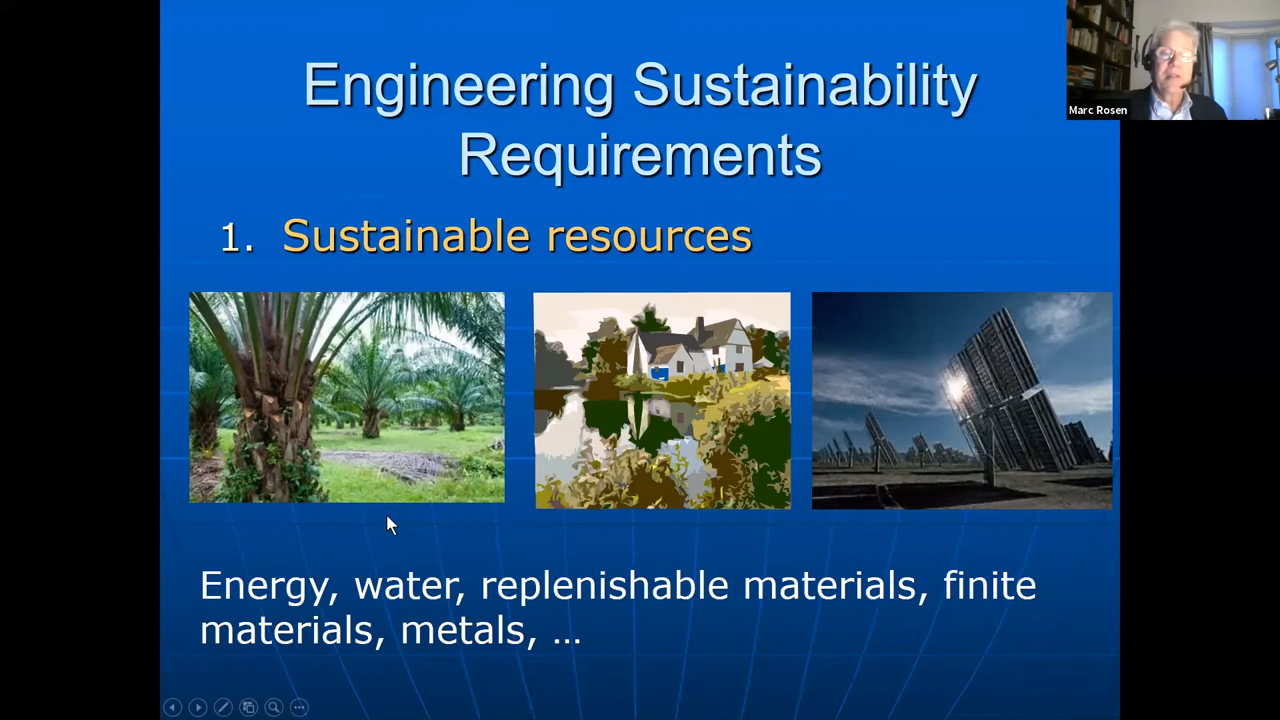 Engineering Sustainability
Requirements
1. Sustainable resources
Energy, water, replenishable materials, finite
materials, metals, …
Marc Rosen